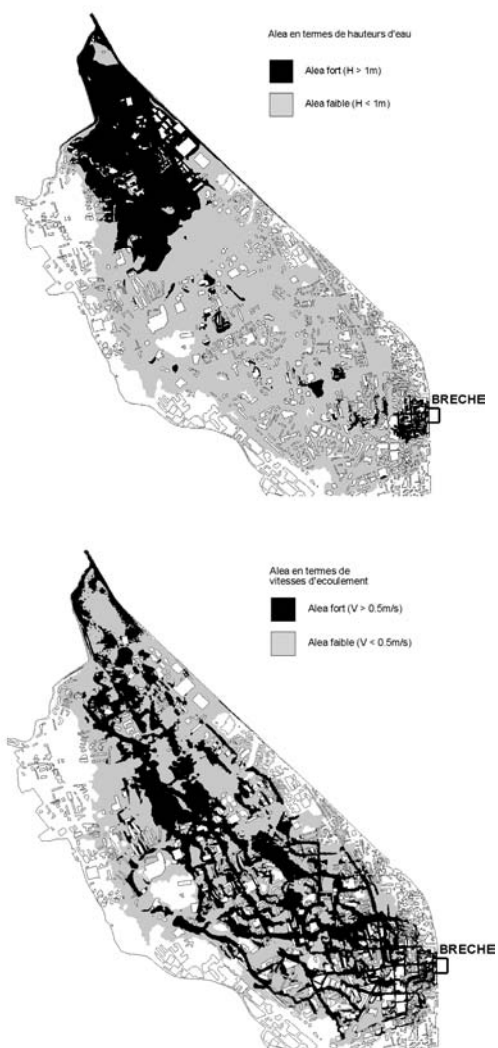 Alea en termes de hauteurs d'eau
Alea fort (H > 1m)
Alea faible (H < 1m)
BRECHE
Alea en termes de
vitesses d'ecoulement
Alea fort (V > 0.5m/s)
Alea faible (V < 0.5m/s)
BRECHE